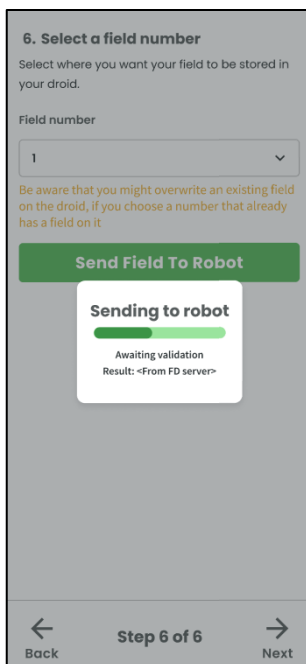 6. Select a field number
Select where you want your field to be stored in
your droid.
Field number
1
Be aware that you might overwrite an existing field
on the droid, if you choose a number that already
has a field on it
Send Field To Robot
Sending to robot
Awaiting validation
Result: <From FD server>
Back
Step 6 of 6
Next